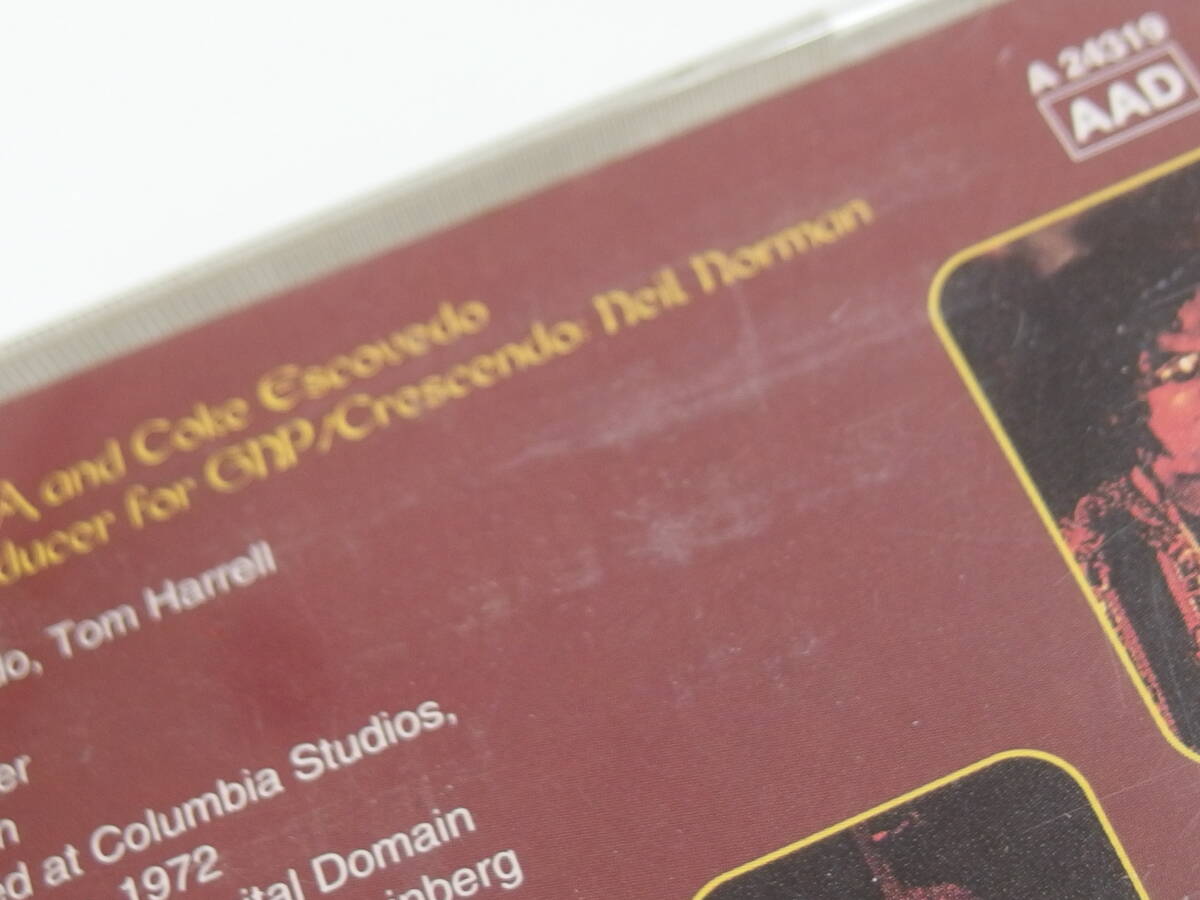 A 24319
AAD
A and Coke Escovedo
ducer for GNP/Crescendo: Neil Norman
do, Tom Harrell
er
n
ed at Columbia Studios,
1972
ital Domain
inberg